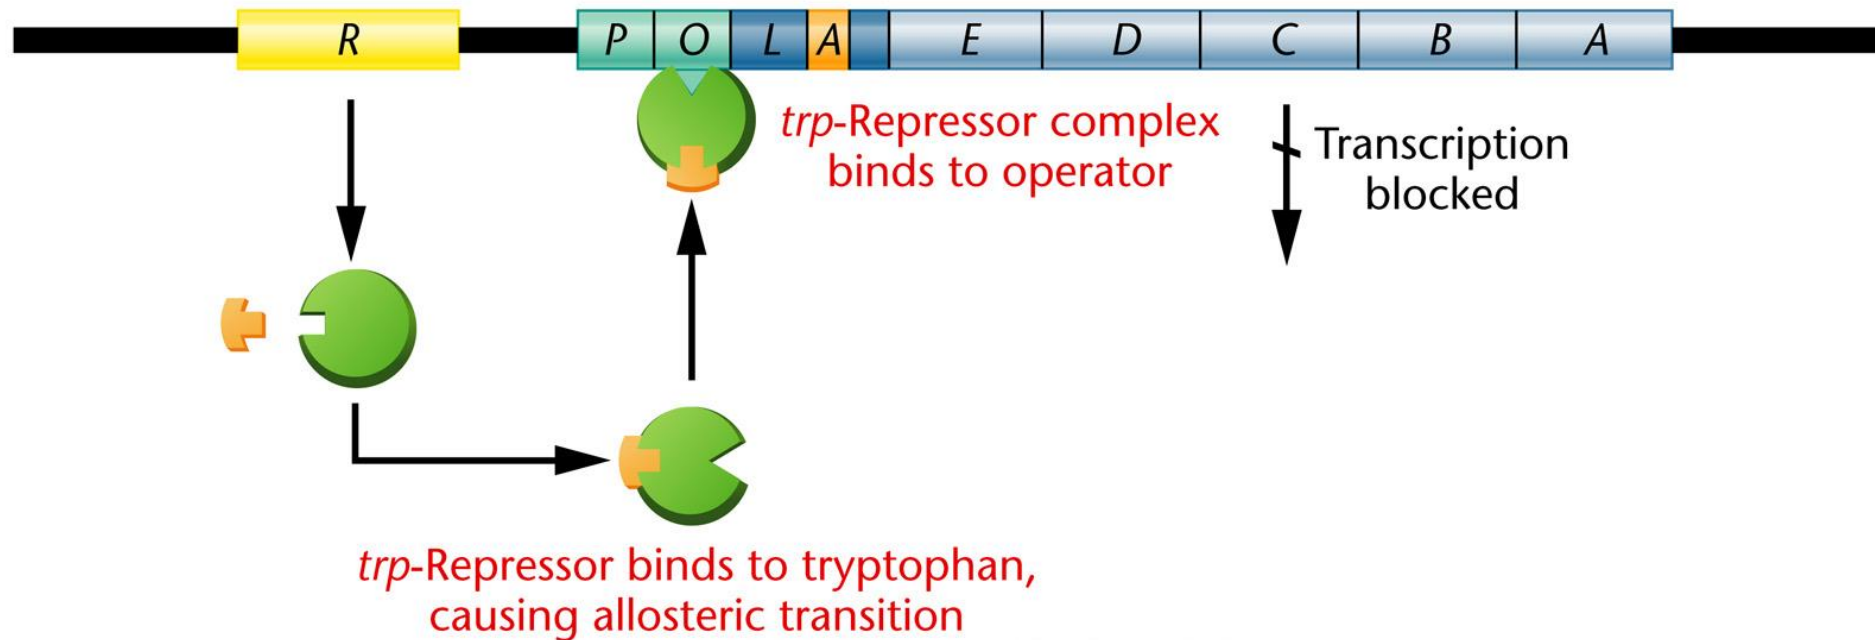 R P O L A E D C B A
trp-Repressor complex
binds to operator
Transcription
blocked
trp-Repressor binds to tryptophan,
causing allosteric transition